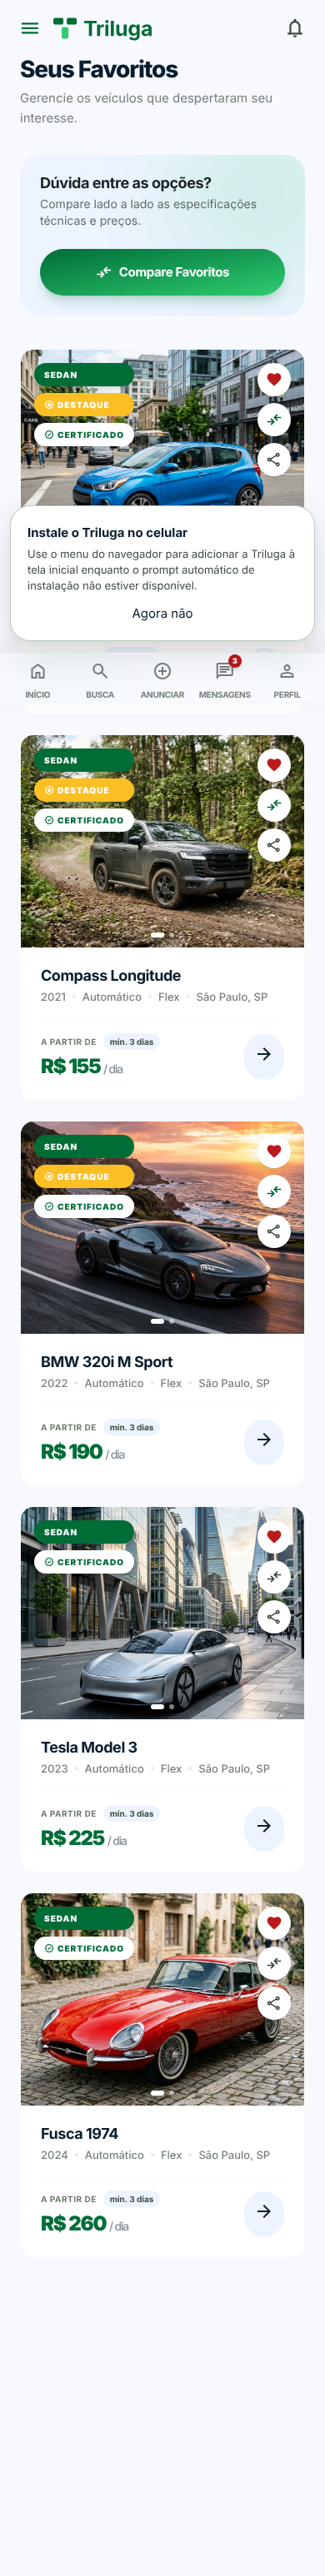 Triluga
Seus Favoritos
Gerencie os veículos que despertaram seu
interesse.
Dúvida entre as opções?
Compare lado a lado as especificações
técnicas e preços.
Compare Favoritos
SEDAN
DESTAQUE
CERTIFICADO
Instale o Triluga no celular
Use o menu do navegador para adicionar a Triluga à
tela inicial enquanto o prompt automático de
instalação não estiver disponível.
Agora não
3
INÍCIO BUSCA ANUNCIAR MENSAGENS PERFIL
SEDAN
DESTAQUE
CERTIFICADO
Compass Longitude
2021 • Automático • Flex • São Paulo, SP
A PARTIR DE mín. 3 dias
R$ 155 / dia
SEDAN
DESTAQUE
CERTIFICADO
BMW 320i M Sport
2022 • Automático • Flex • São Paulo, SP
A PARTIR DE mín. 3 dias
R$ 190 / dia
SEDAN
CERTIFICADO
Tesla Model 3
2023 • Automático • Flex • São Paulo, SP
A PARTIR DE mín. 3 dias
R$ 225 / dia
SEDAN
CERTIFICADO
Fusca 1974
2024 • Automático • Flex • São Paulo, SP
A PARTIR DE mín. 3 dias
R$ 260 / dia